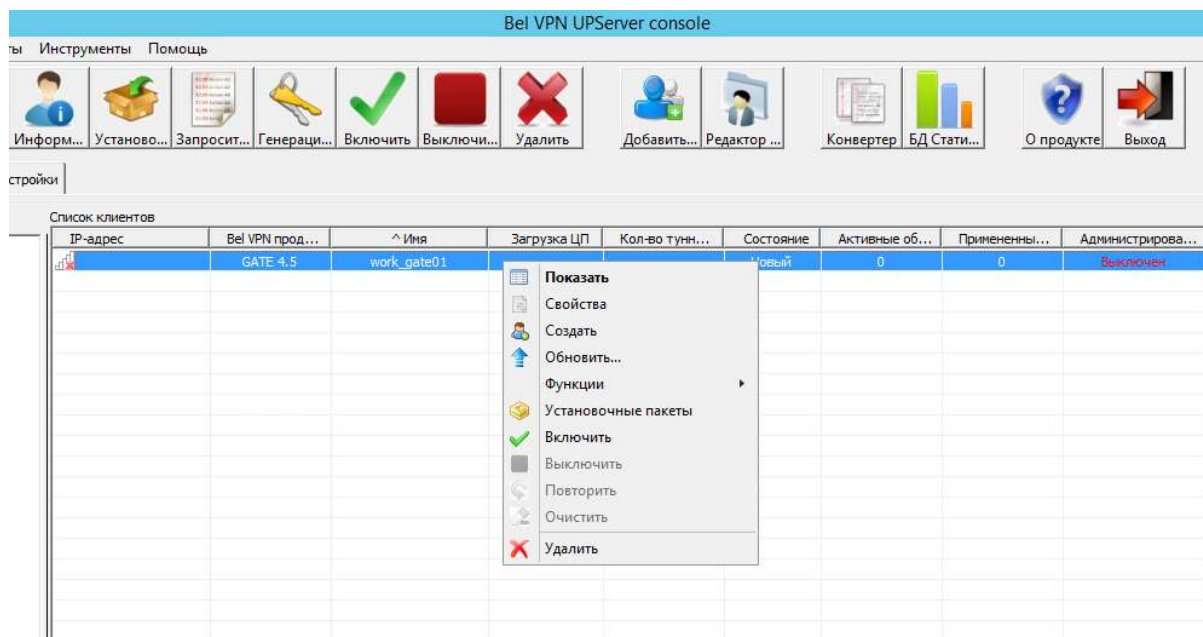 Bel VPN UPServer console
ты Инструменты Помощь
Информ... Установо... Запросит... Генераци... Включить Выключи... Удалить Добавить... Редактор ... Конвертер БД Стати... О продукте Выход
стройки
Список клиентов
IP-адрес Bel VPN прод... ^ Имя Загрузка ЦП Кол-во тунн... Состояние Активные об... Примененны... Администрирова...
GATE 4.5 work_gate01 Новый 0 0 Выключен
Показать
Свойства
Создать
Обновить...
Функции
Установочные пакеты
Включить
Выключить
Повторить
Очистить
Удалить